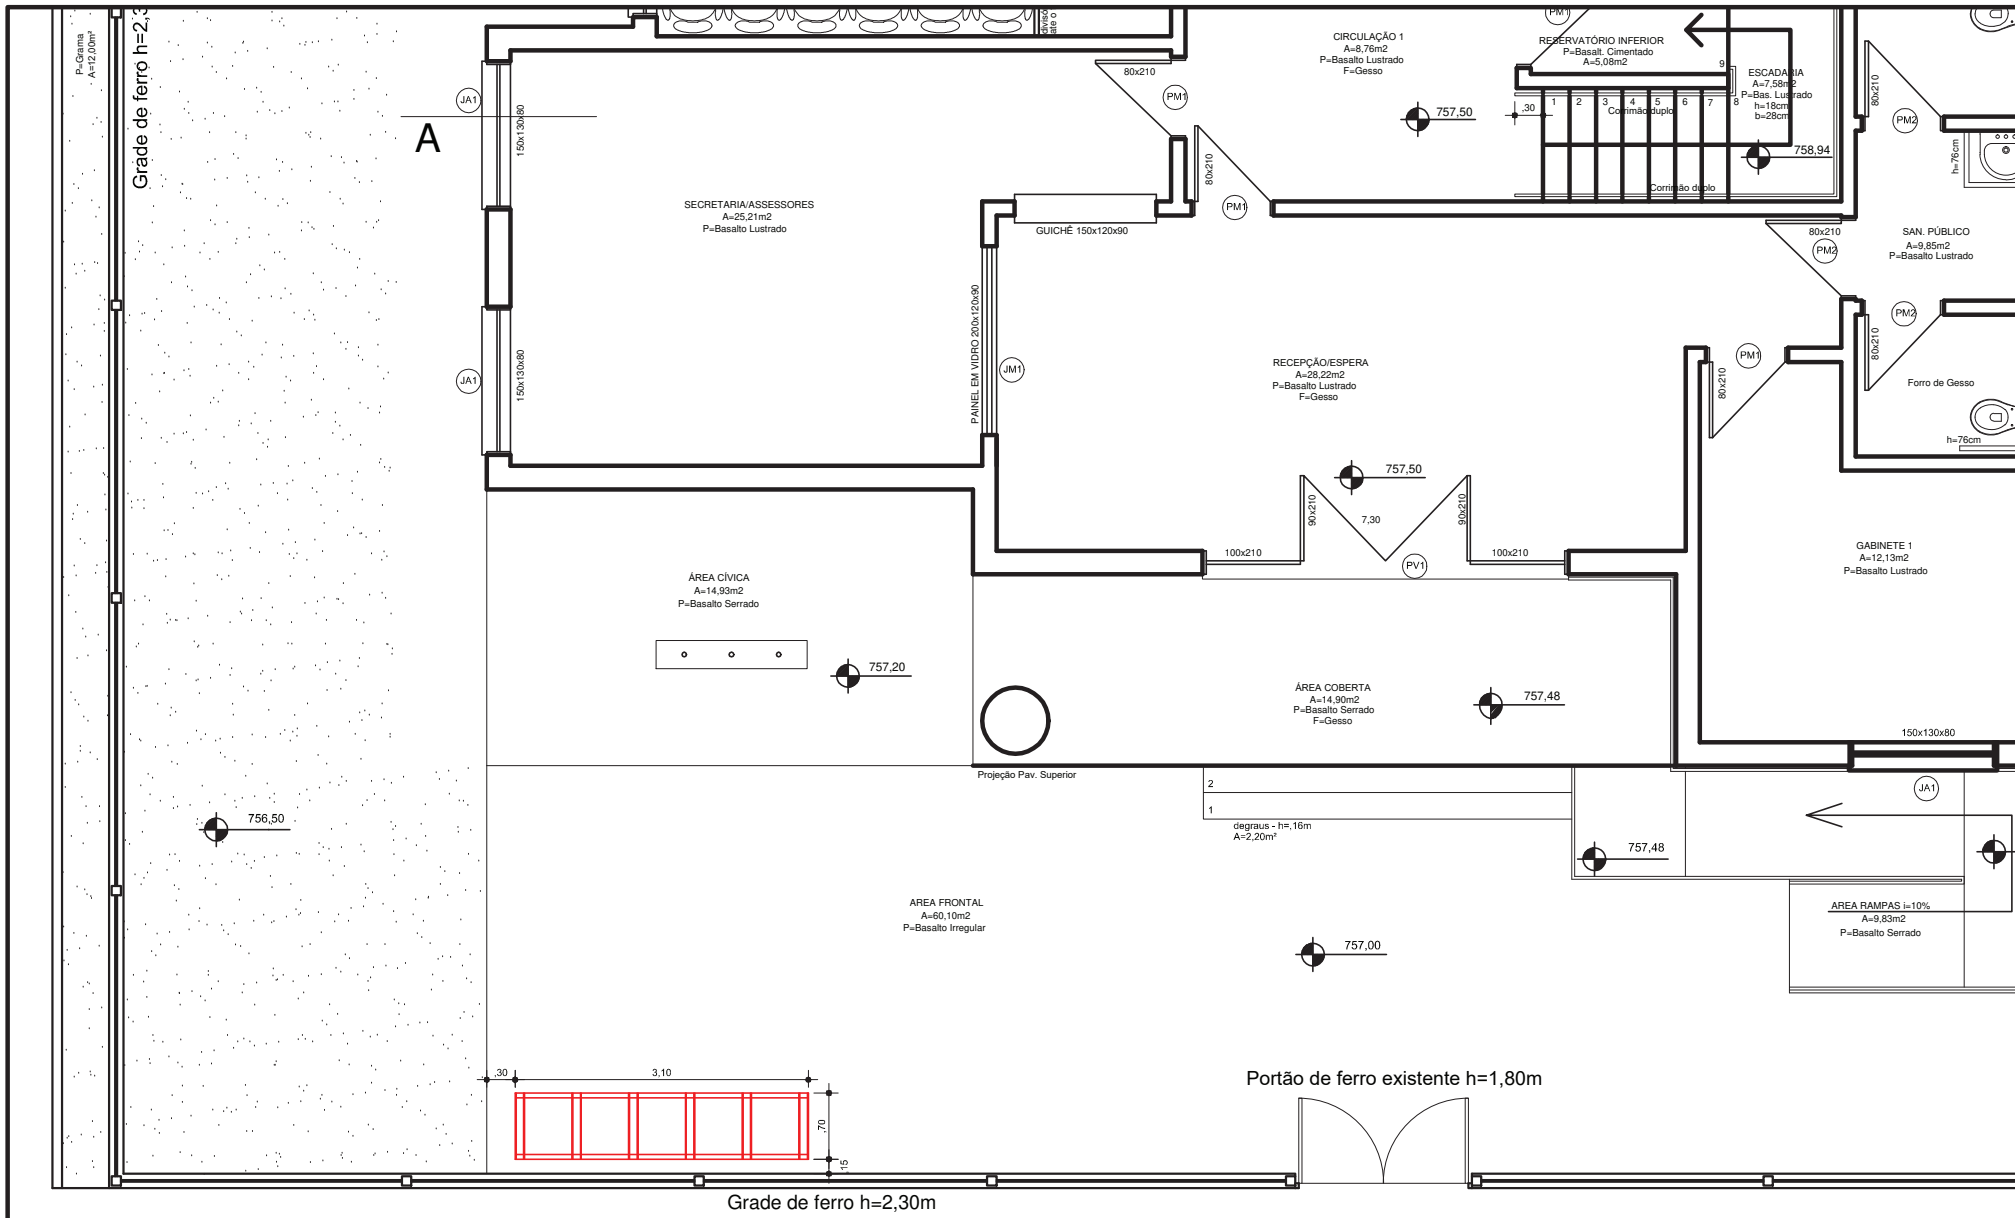 P=Grama
A=12,00m²
Grade de ferro h=2,3
JA1
150x130x80
A
SECRETARIA/ASSESSORES
A=25,21m2
P=Basalto Lustrado
JA1
150x130x80
80x210
PM1
CIRCULAÇÃO 1
A=8,76m2
P=Basalto Lustrado
F=Gesso
757,50
80x210
PM1
GUICHÊ 150x120x90
PAINEL EM VIDRO 200x120x90
JM1
PM1
RESERVATÓRIO INFERIOR
P=Basalt. Cimentado
A=5,08m2
9
ESCADARIA
A=7,58m2
P=Bas. Lustrado
h=18cm
b=28cm
,30
1 2 3 4 5 6 7 8
Corrimão duplo
758,94
Corrimão duplo
80x210
PM2
h=76cm
80x210
PM2
SAN. PÚBLICO
A=9,85m2
P=Basalto Lustrado
PM2
80x210
Forro de Gesso
h=76cm
RECEPÇÃO/ESPERA
A=28,22m2
P=Basalto Lustrado
F=Gesso
PM1
80x210
757,50
90x210
7,30
90x210
100x210
100x210
PV1
GABINETE 1
A=12,13m2
P=Basalto Lustrado
ÁREA CÍVICA
A=14,93m2
P=Basalto Serrado
757,20
ÁREA COBERTA
A=14,90m2
P=Basalto Serrado
F=Gesso
757,48
150x130x80
JA1
Projeção Pav. Superior
2
1
degraus - h=,16m
A=2,20m²
756,50
757,48
AREA FRONTAL
A=60,10m2
P=Basalto Irregular
757,00
AREA RAMPAS i=10%
A=9,83m2
P=Basalto Serrado
,30
3,10
,70
,15
Portão de ferro existente h=1,80m
Grade de ferro h=2,30m